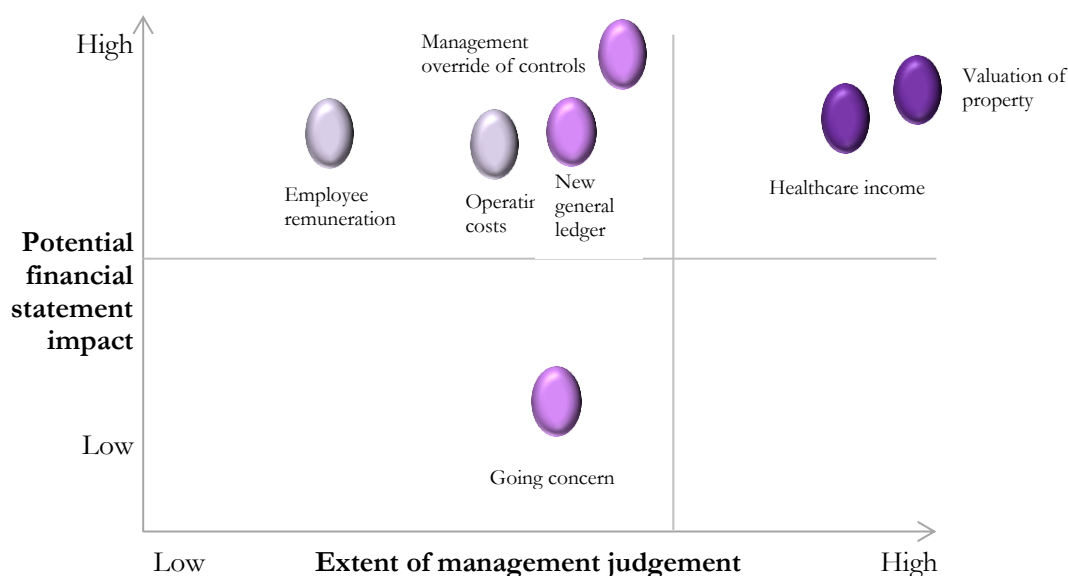 High
Management
override of controls
Valuation of
property
Employee
remuneration
Operatin
costs
New
general
ledger
Healthcare income
Potential
financial
statement
impact
Low
Going concern
Low
Extent of management judgement
High